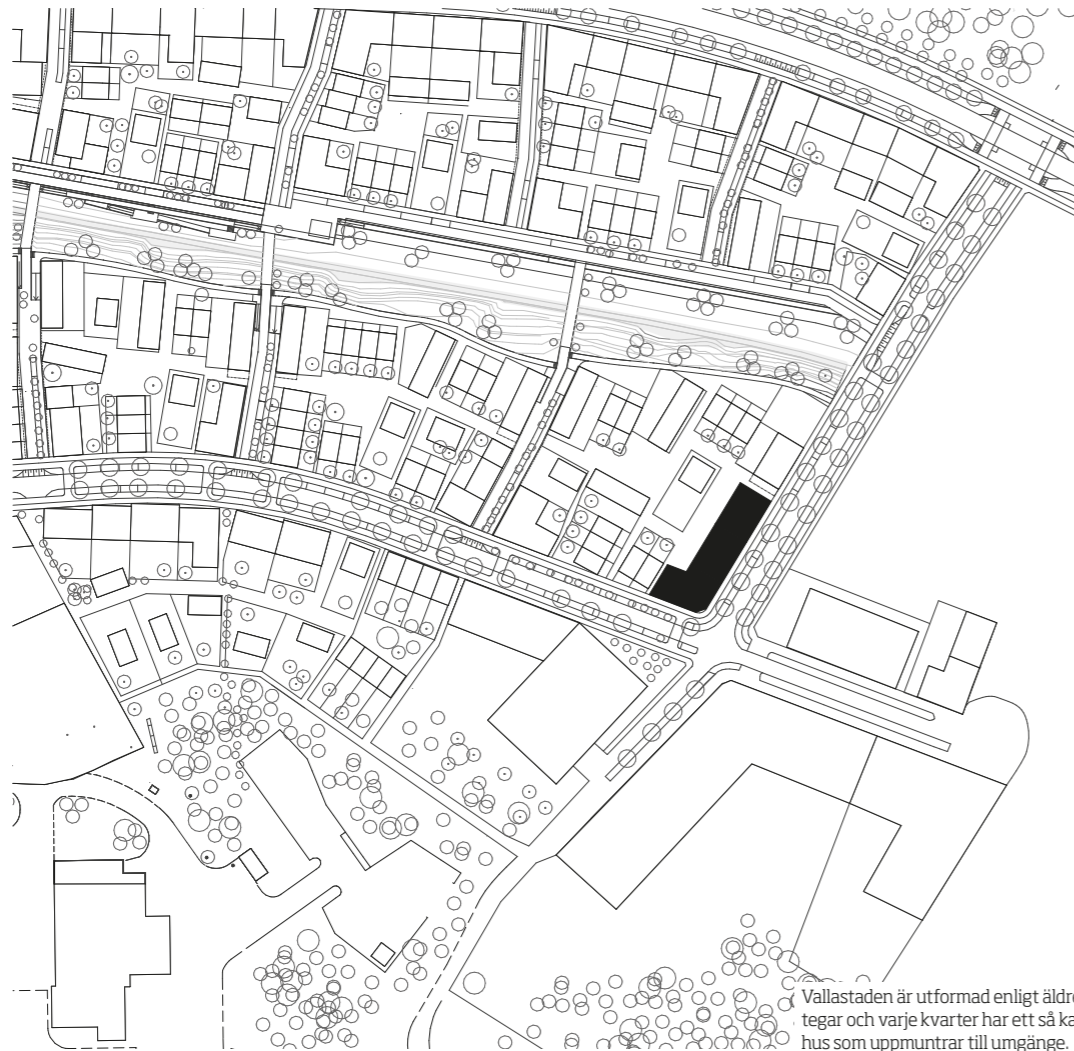 Vallastaden är utformad enligt äldre
tegar och varje kvarter har ett så ka
hus som uppmuntrar till umgänge.